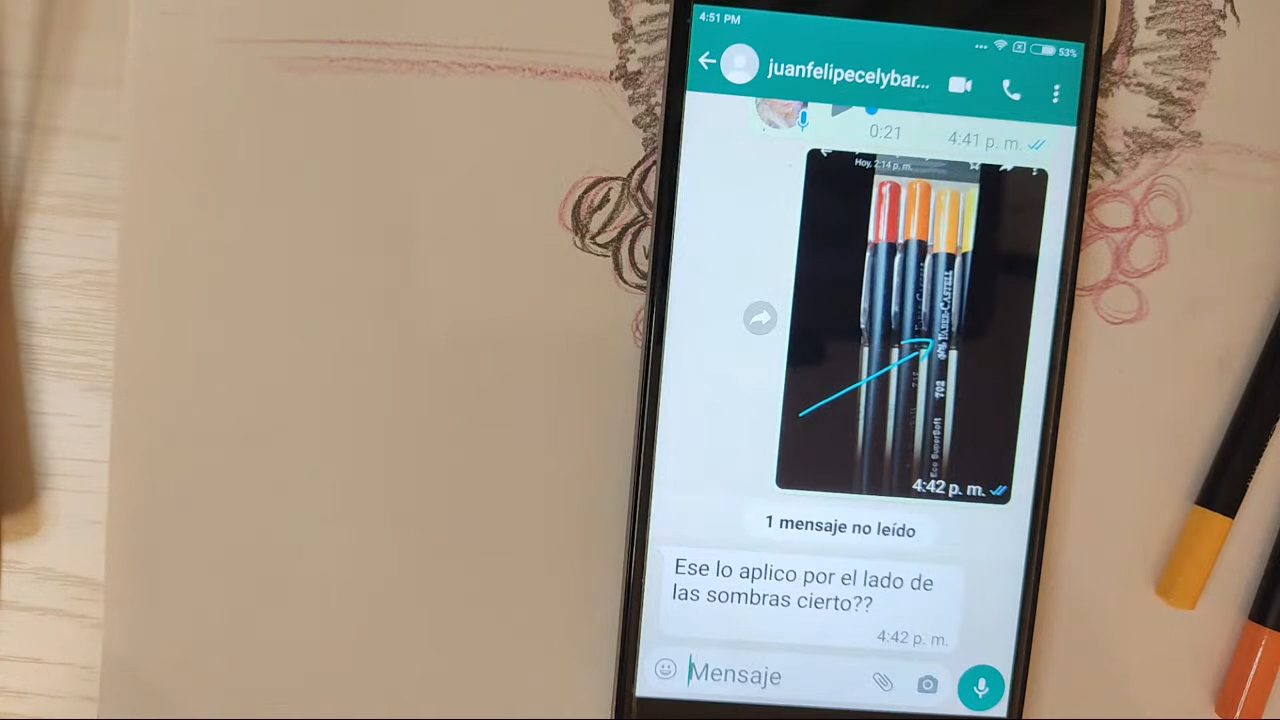 4:51 PM
53%
juanfelipecelybar...
0:21
4:41 p. m.
Hoy, 2:14 p. m.
FABER-CASTELL
702
Eco SuperSoft
4:42 p. m.
1 mensaje no leído
Ese lo aplico por el lado de
las sombras cierto??
4:42 p. m.
Mensaje